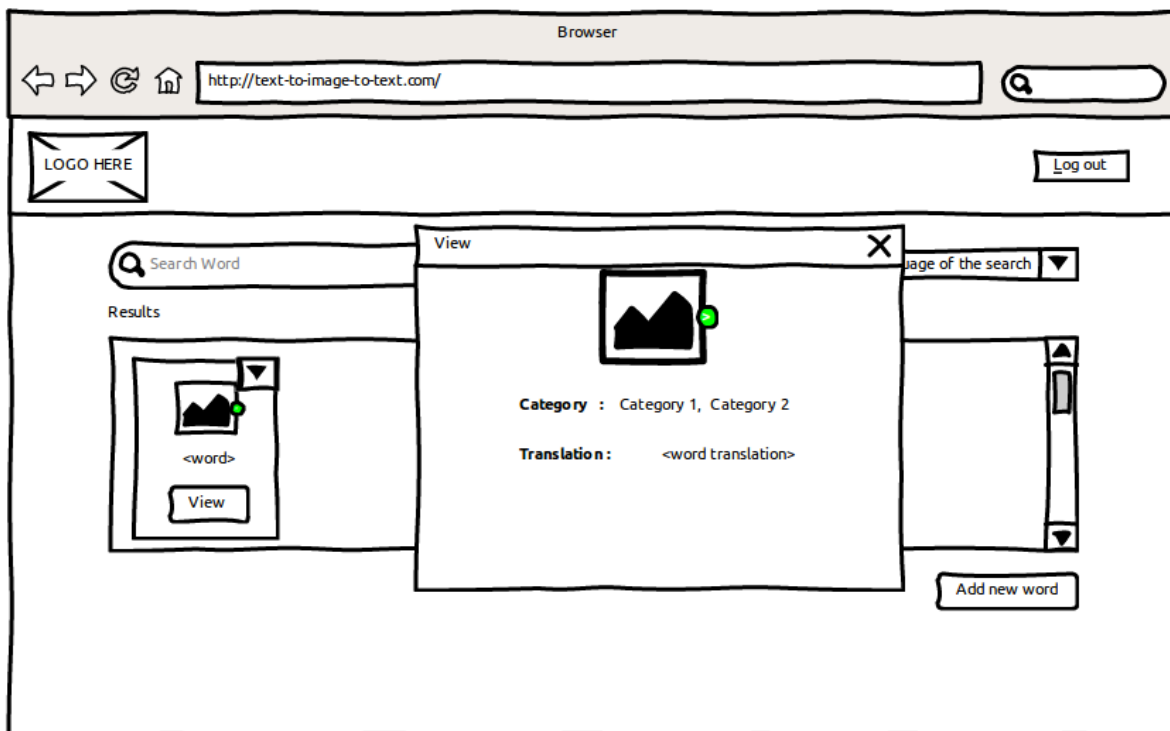 Browser
http://text-to-image-to-text.com/
LOGO HERE
Log out
Search Word
View
of the search
Results
>
Category : Category 1, Category 2
<word>
Translation: <word translation>
View
Add new word